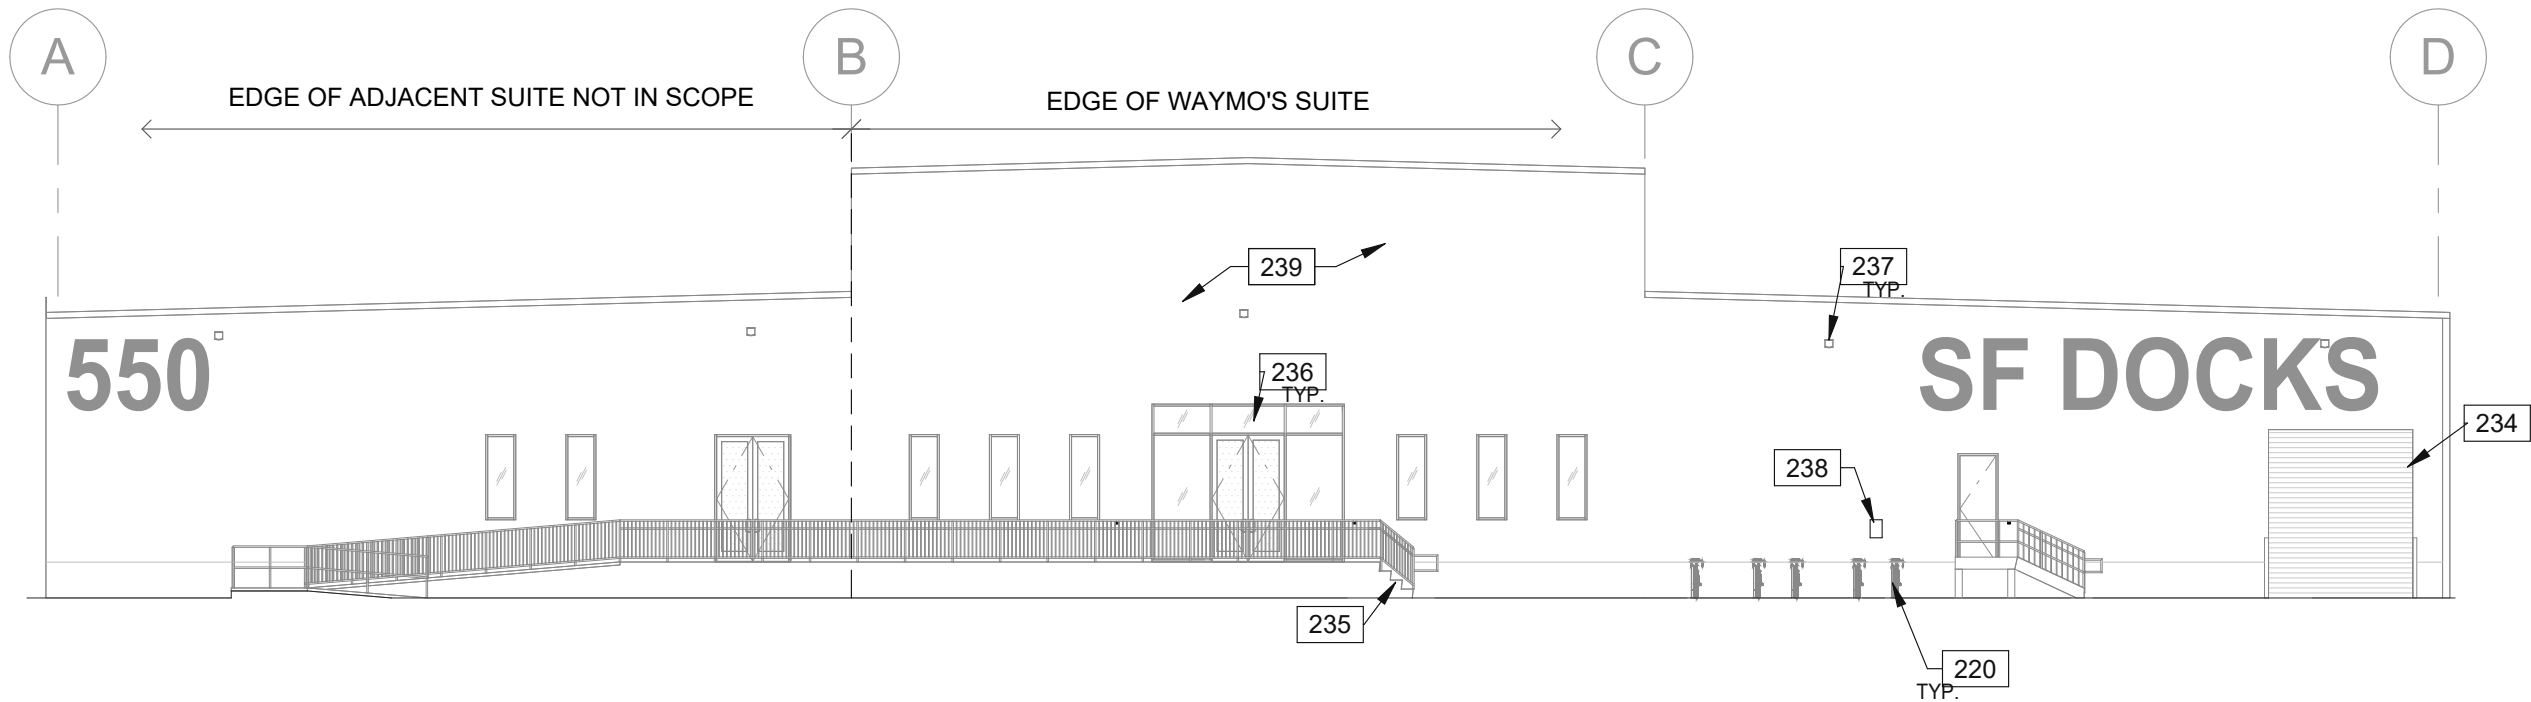 A
B
C
D
EDGE OF ADJACENT SUITE NOT IN SCOPE
EDGE OF WAYMO'S SUITE
239
237
TYP.
550
SF DOCKS
236
TYP.
234
238
235
220
TYP.